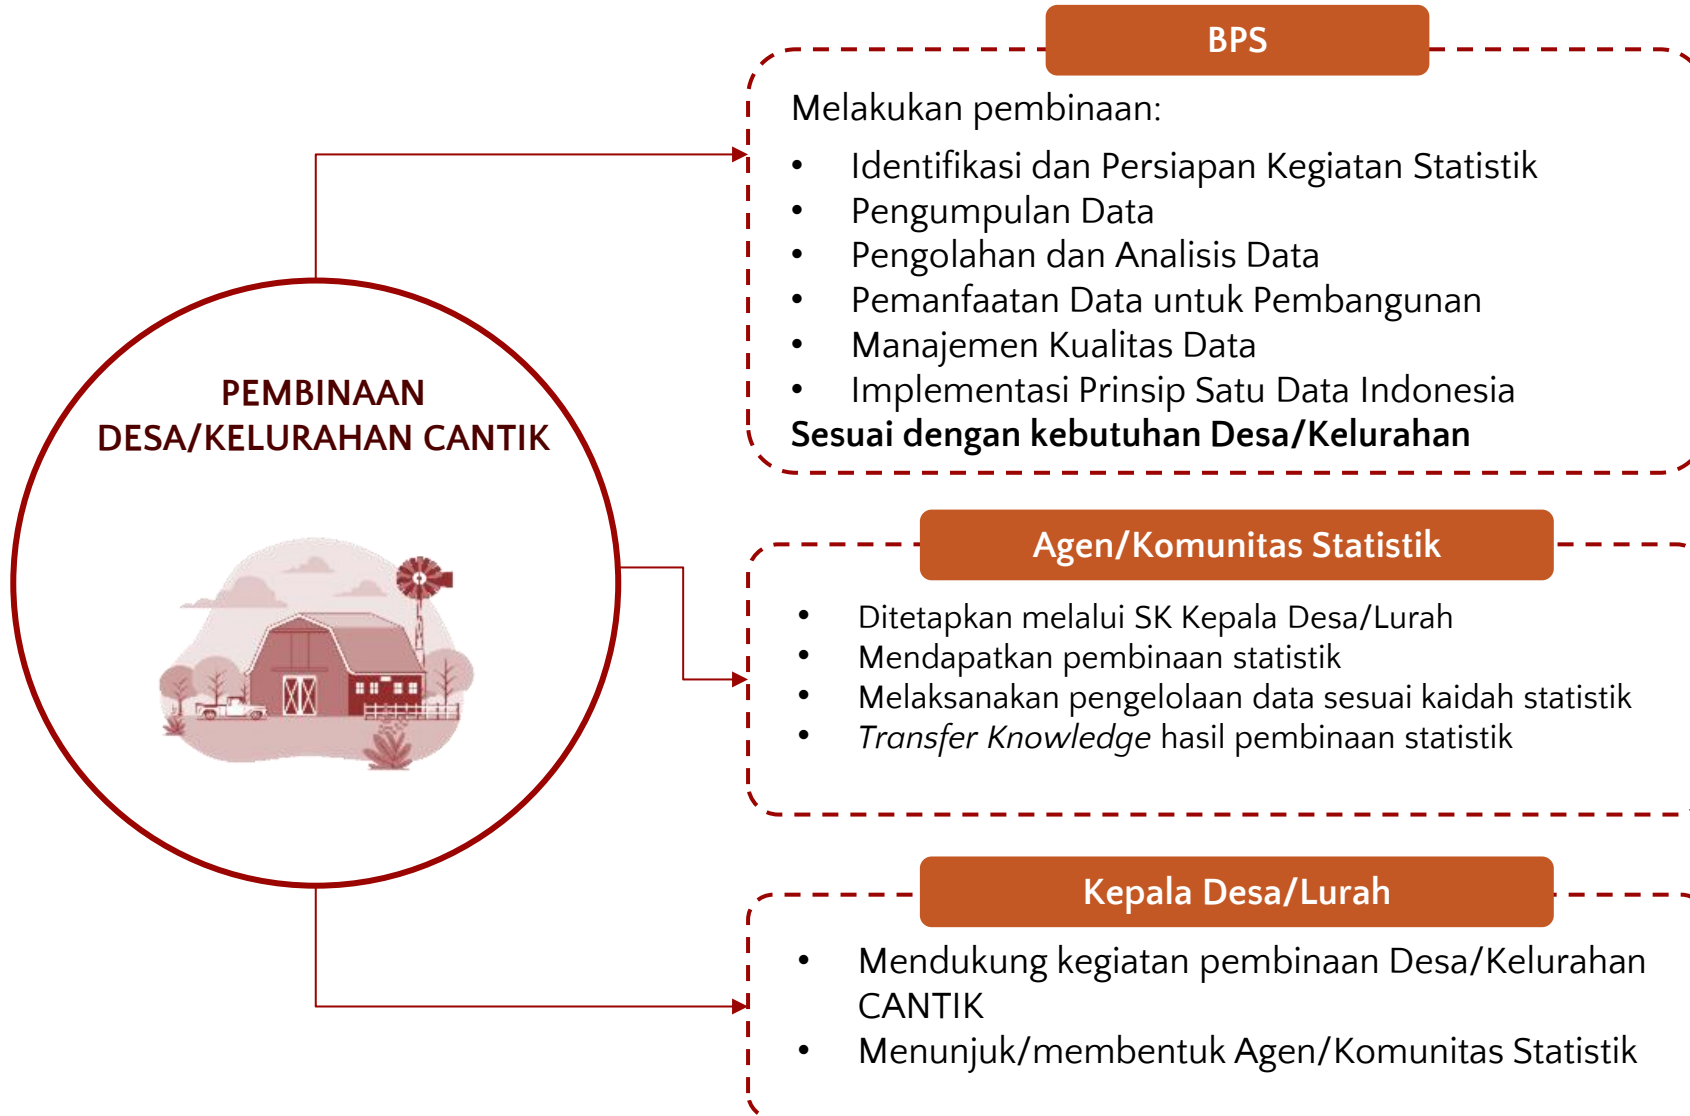 BPS
Melakukan pembinaan:
• Identifikasi dan Persiapan Kegiatan Statistik
• Pengumpulan Data
• Pengolahan dan Analisis Data
• Pemanfaatan Data untuk Pembangunan
• Manajemen Kualitas Data
• Implementasi Prinsip Satu Data Indonesia
Sesuai dengan kebutuhan Desa/Kelurahan
PEMBINAAN
DESA/KELURAHAN CANTIK
Agen/Komunitas Statistik
• Ditetapkan melalui SK Kepala Desa/Lurah
• Mendapatkan pembinaan statistik
• Melaksanakan pengelolaan data sesuai kaidah statistik
• Transfer Knowledge hasil pembinaan statistik
Kepala Desa/Lurah
• Mendukung kegiatan pembinaan Desa/Kelurahan
CANTIK
• Menunjuk/membentuk Agen/Komunitas Statistik